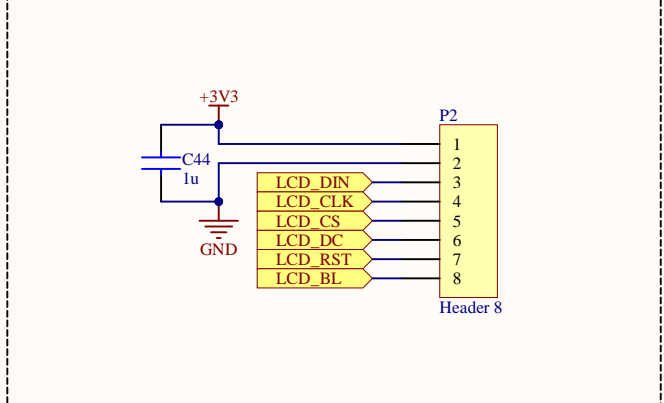 +3V3
P2
C44
1u
1
2
LCD_DIN 3
LCD_CLK 4
LCD_CS 5
LCD_DC 6
LCD_RST 7
LCD_BL 8
GND
Header 8